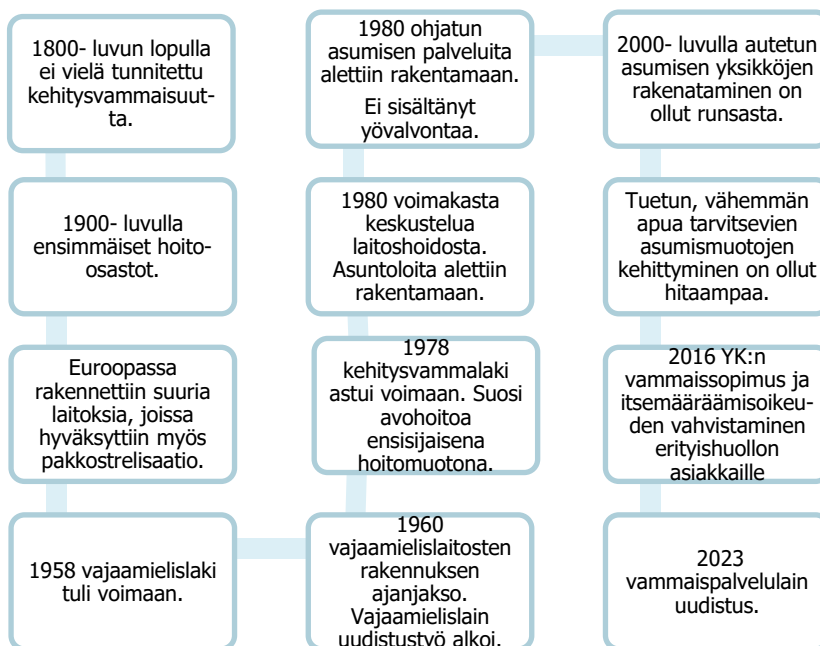 1800- luvun lopulla
ei vielä tunnitettu
kehitysvammaisuut-
ta.
1900- luvulla
ensimmäiset hoito-
osastot.
Euroopassa
rakennettiin suuria
laitoksia, joissa
hyväksyttiin myös
pakkostrelisaatio.
1958 vajaamielislaki
tuli voimaan.
1960
vajaamielislaitosten
rakennuksen
ajanjakso.
Vajaamielislain
uudistustyö alkoi.
1978
kehitysvammalaki
astui voimaan. Suosi
avohoitoa
ensisijaisena
hoitomuotona.
1980 voimakasta
keskustelua
laitoshoidosta.
Asuntoloita alettiin
rakentamaan.
1980 ohjatun
asumisen palveluita
alettiin rakentamaan.
Ei sisältänyt
yövalvontaa.
2000- luvulla autetun
asumisen yksikköjen
rakenataminen on
ollut runsasta.
Tuetun, vähemmän
apua tarvitsevien
asumismuotojen
kehittyminen on ollut
hitaampaa.
2016 YK:n
vammaissopimus ja
itsemääräämisoikeu-
den vahvistaminen
erityishuollon
asiakkaille
2023
vammaispalvelulain
uudistus.